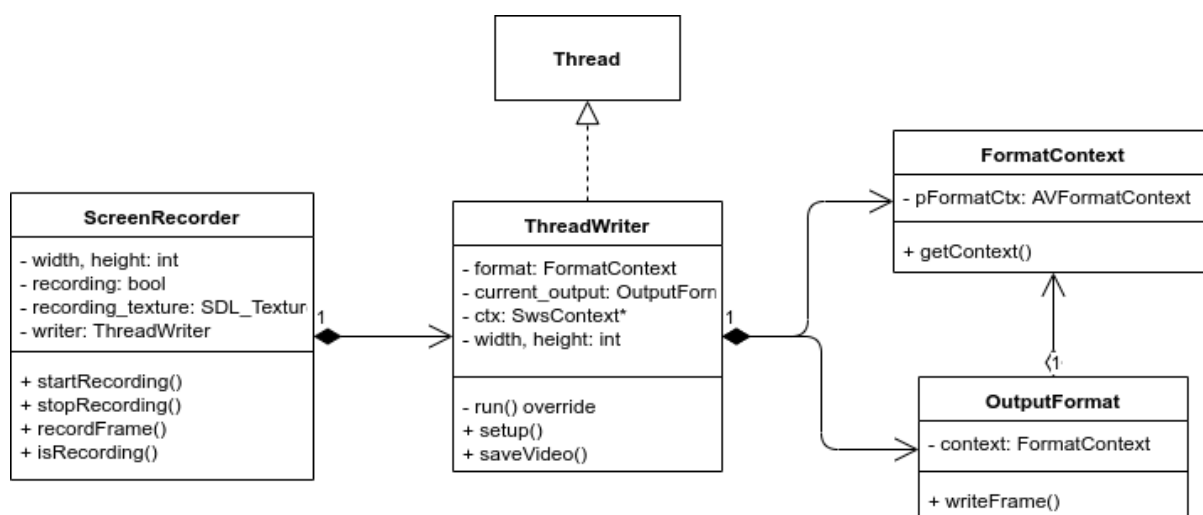 Thread
FormatContext
- pFormatCtx: AVFormatContext
+ getContext()
ScreenRecorder
- width, height: int
- recording: bool
- recording_texture: SDL_Textur
- writer: ThreadWriter
+ startRecording()
+ stopRecording()
+ recordFrame()
+ isRecording()
1
ThreadWriter
- format: FormatContext
- current_output: OutputForn
- ctx: SwsContext*
- width, height: int
- run() override
+ setup()
+ saveVideo()
1
1
OutputFormat
- context: FormatContext
+ writeFrame()